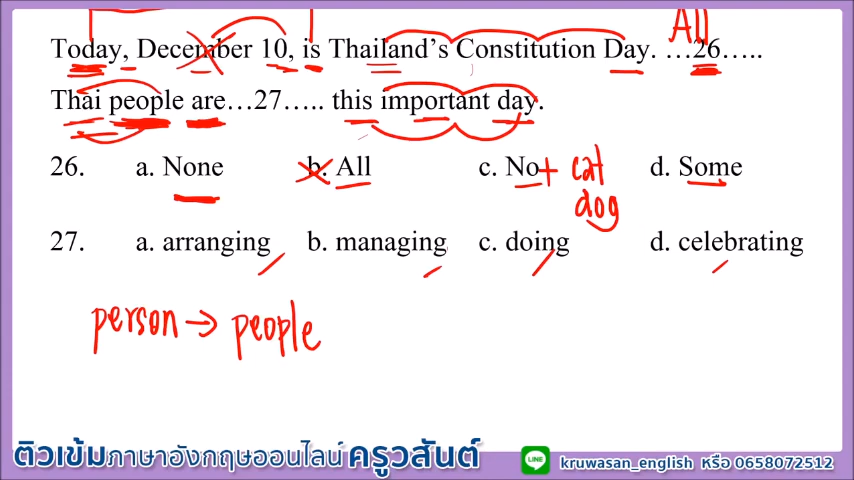 All
Today, December 10, is Thailand's Constitution Day. …26…..
Thai people are…27….. this important day.
26. a. None b. All c. No + cat d. Some
dog
27. a. arranging b. managing c. doing d. celebrating
person → people
ติวเข้มภาษาอังกฤษออนไลน์ ครูวสันต์ LINE kruwasan_english หรือ 0658072512